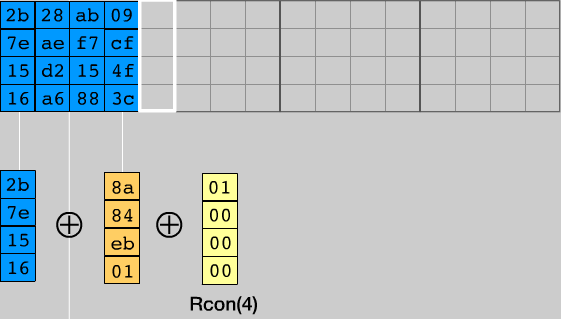 2b 28 ab 09
7e ae f7 cf
15 d2 15 4f
16 a6 88 3c
2b 8a 01
7e 84 00
15 eb 00
16 01 00
⊕ ⊕
Rcon(4)